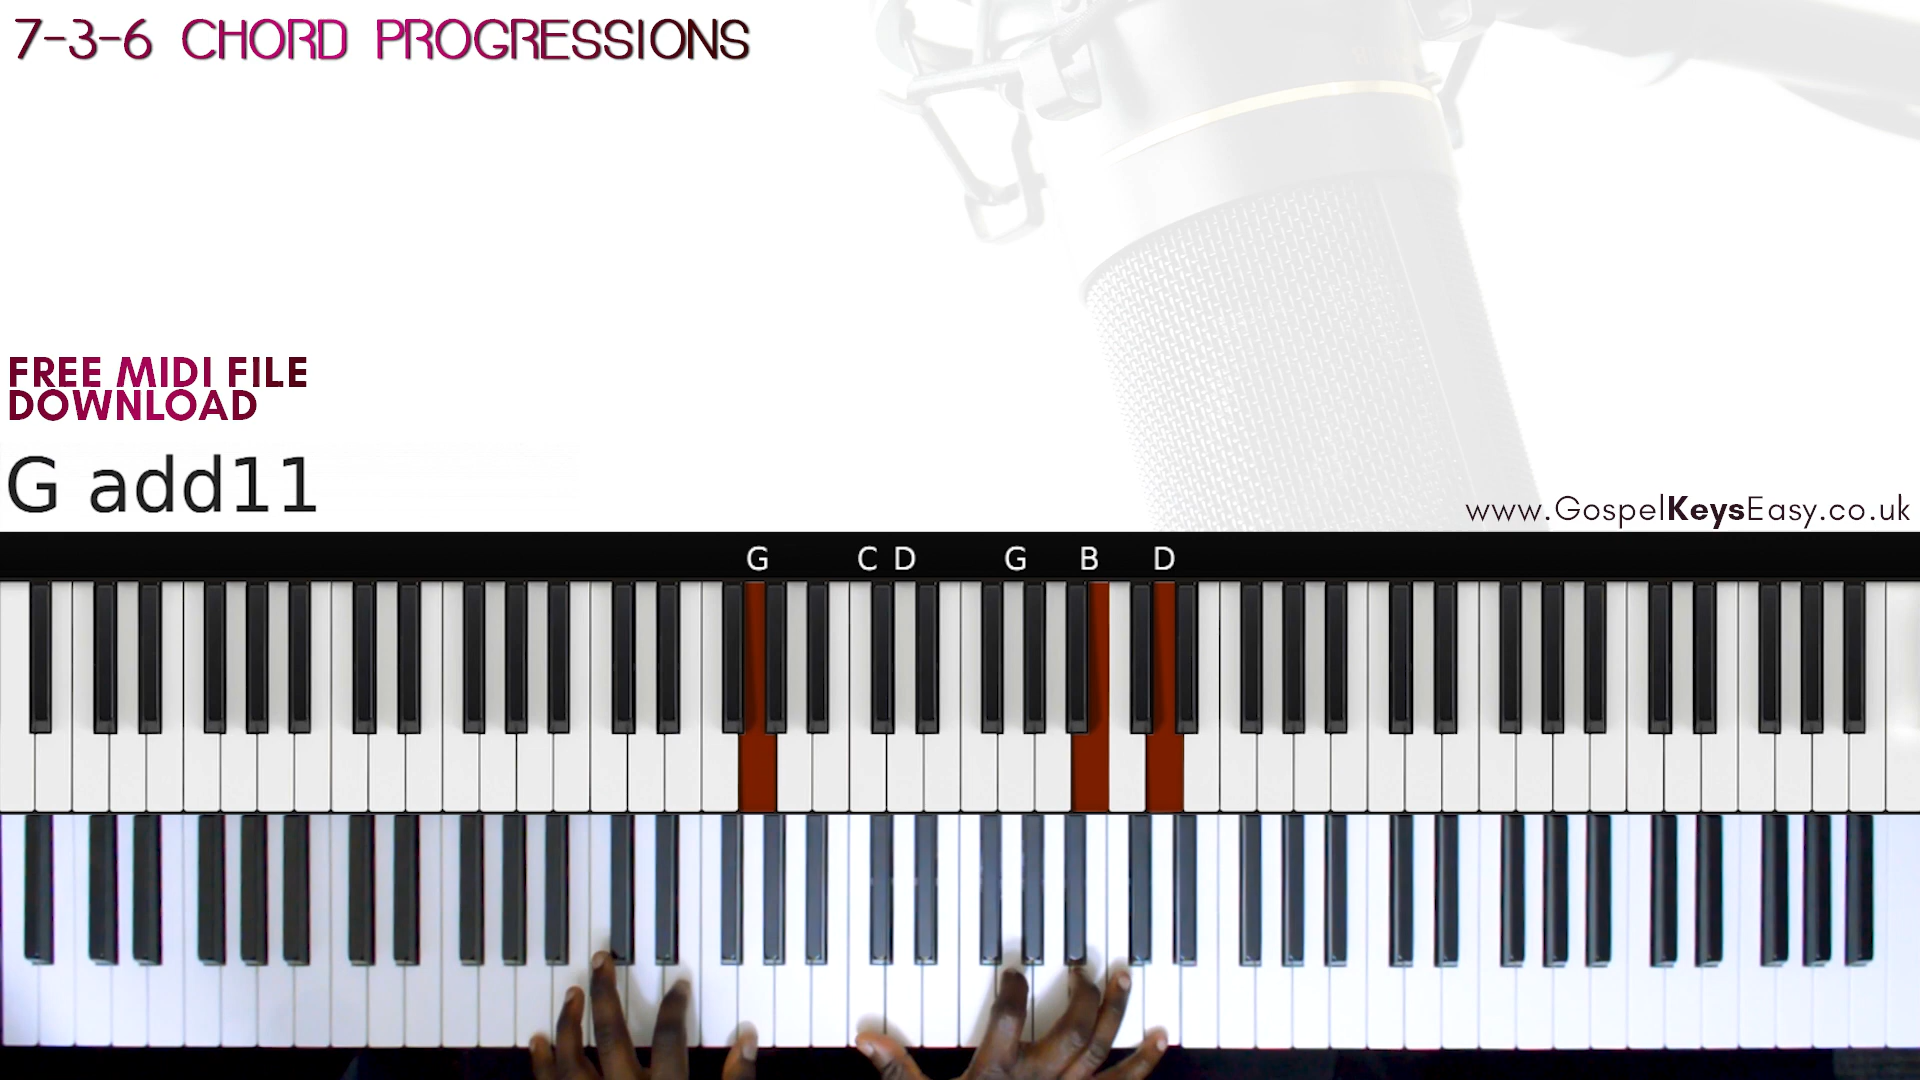 7-3-6 CHORD PROGRESSIONS
FREE MIDI FILE
DOWNLOAD
G add11
www.GospelKeysEasy.co.uk
G C D G B D